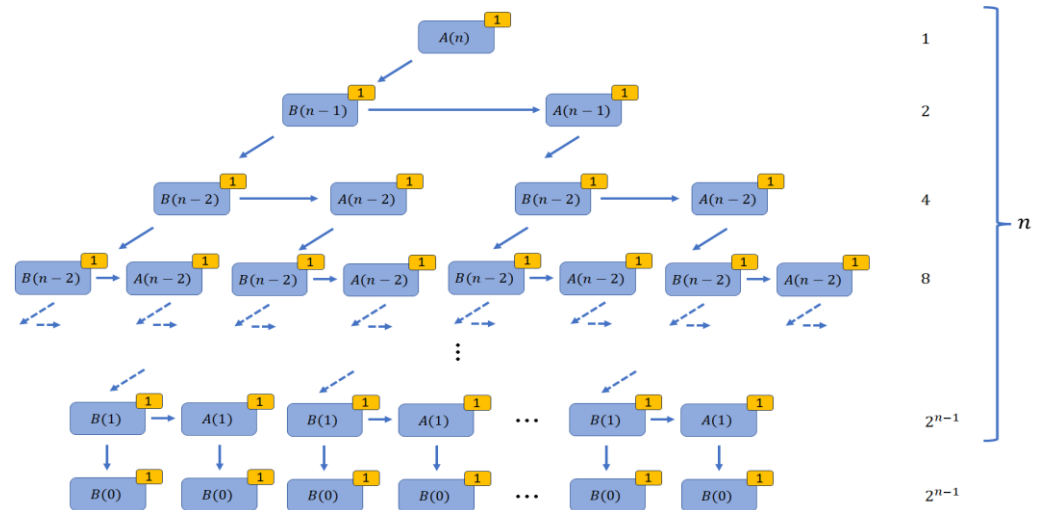 1
A(n) 1
1 1
B(n − 1) A(n − 1) 2
1 1 1 1
B(n − 2) A(n − 2) B(n − 2) A(n − 2) 4
n
1 1 1 1 1 1 1 1
B(n − 2) A(n − 2) B(n − 2) A(n − 2) B(n − 2) A(n − 2) B(n − 2) A(n − 2) 8
⋮
1 1 1 1 1 1
B(1) A(1) B(1) A(1) ⋯ B(1) A(1) 2ⁿ⁻¹
1 1 1 1 1 1
B(0) B(0) B(0) B(0) ⋯ B(0) B(0) 2ⁿ⁻¹